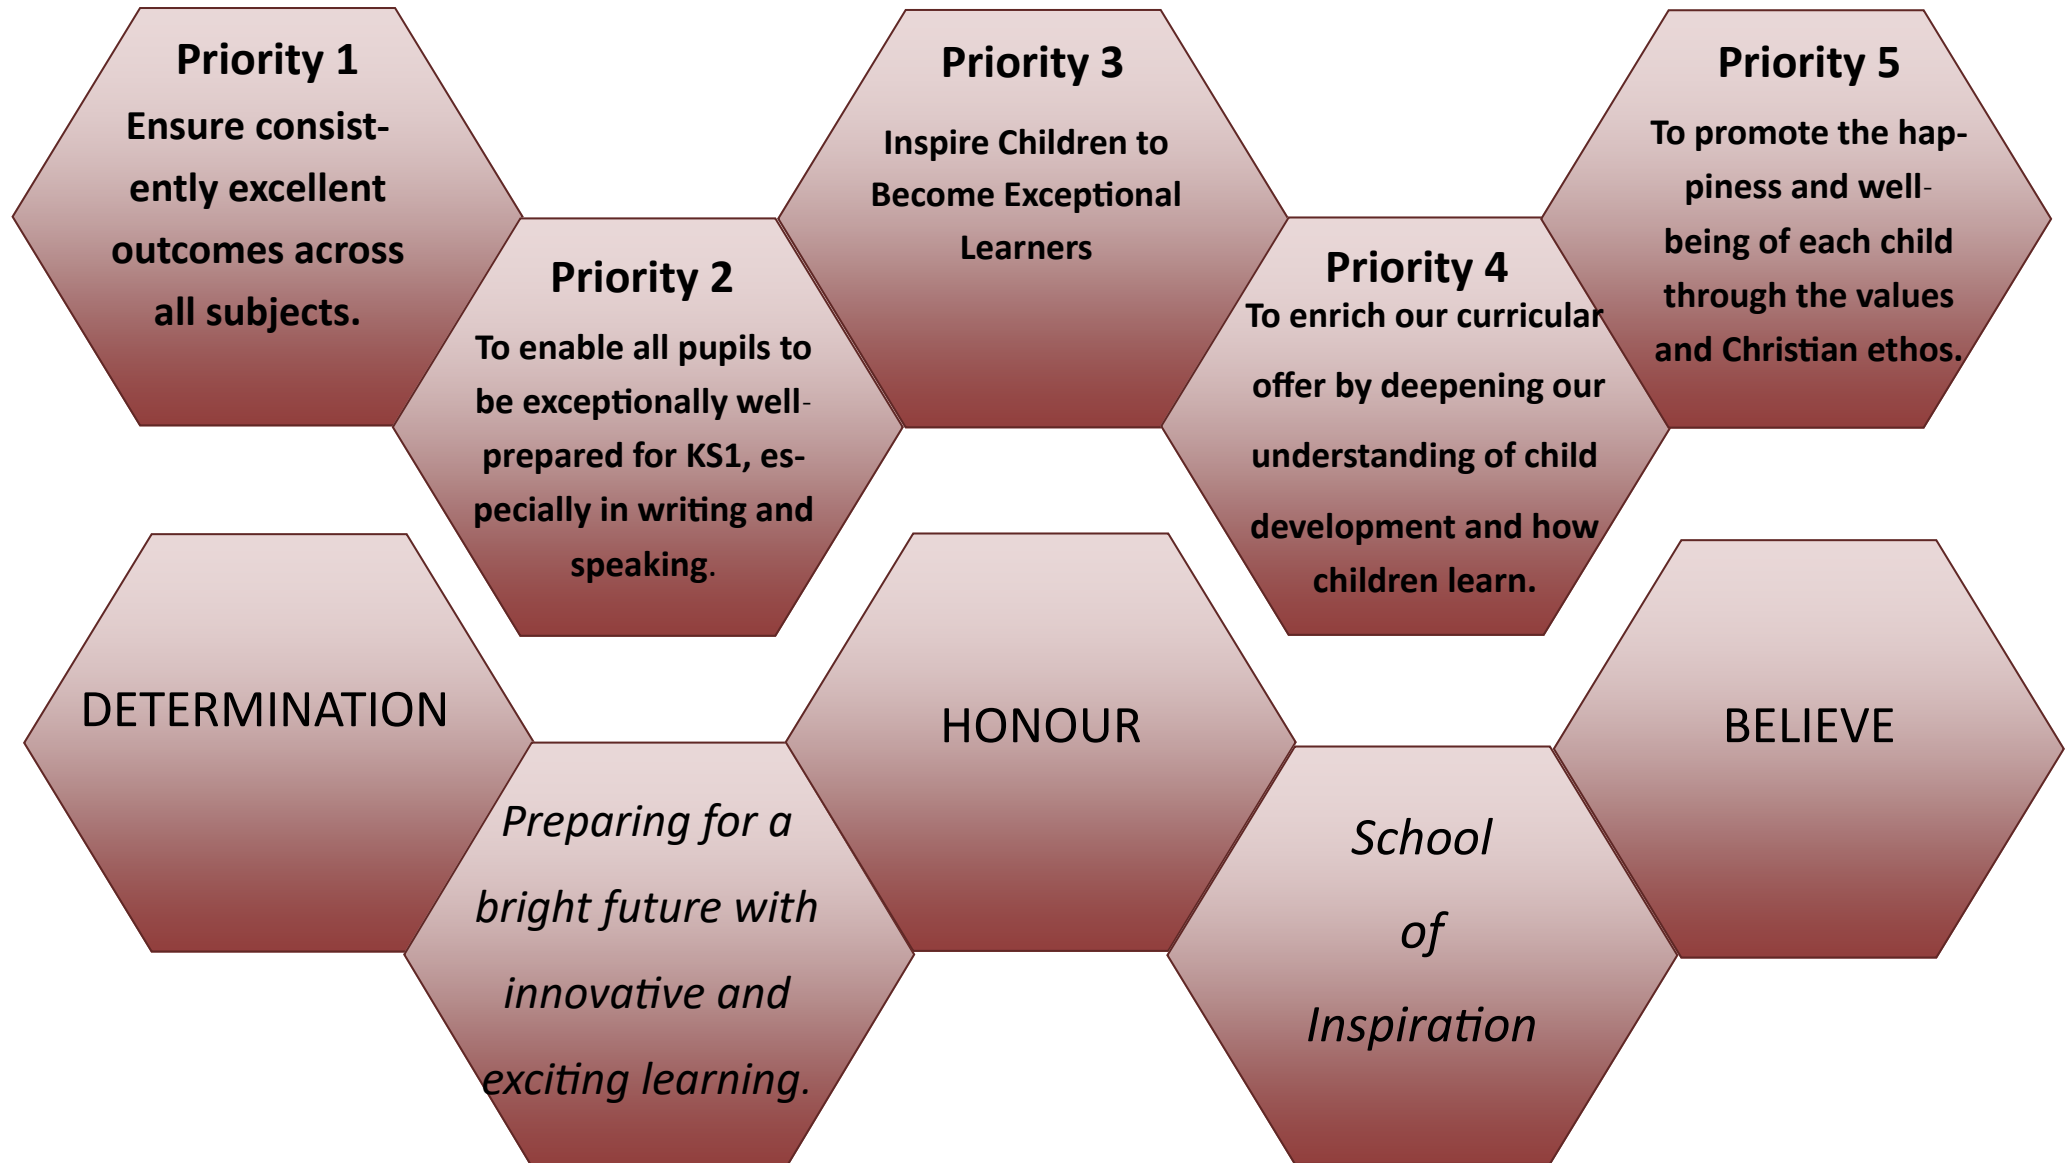 Priority 1
Ensure consist-
ently excellent
outcomes across
all subjects.
Priority 2
To enable all pupils to
be exceptionally well-
prepared for KS1, es-
pecially in writing and
speaking.
Priority 3
Inspire Children to
Become Exceptional
Learners
Priority 4
To enrich our curricular
offer by deepening our
understanding of child
development and how
children learn.
Priority 5
To promote the hap-
piness and well-
being of each child
through the values
and Christian ethos.
DETERMINATION
Preparing for a
bright future with
innovative and
exciting learning.
HONOUR
School
of
Inspiration
BELIEVE